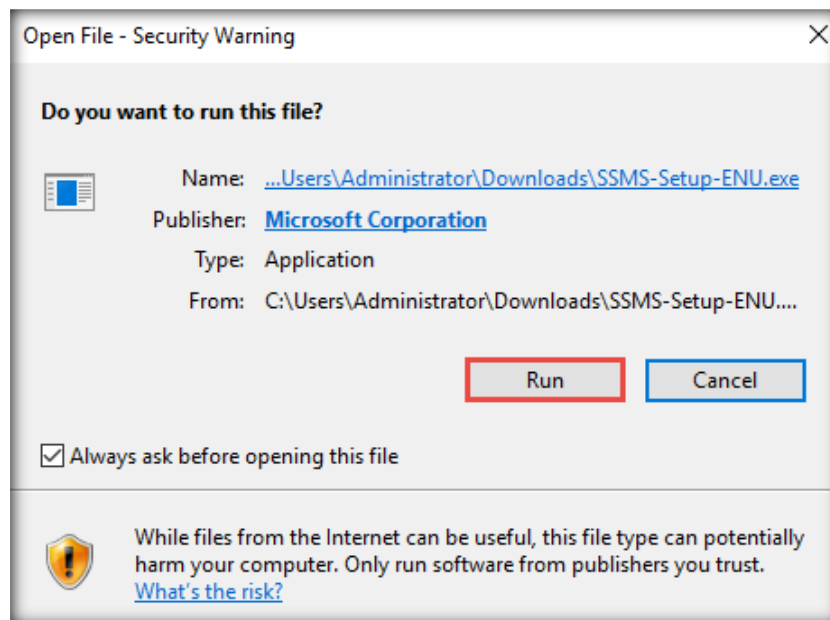 Open File - Security Warning
Do you want to run this file?
Name: ...Users\Administrator\Downloads\SSMS-Setup-ENU.exe
Publisher: Microsoft Corporation
Type: Application
From: C:\Users\Administrator\Downloads\SSMS-Setup-ENU....
Run Cancel
Always ask before opening this file
While files from the Internet can be useful, this file type can potentially
harm your computer. Only run software from publishers you trust.
What's the risk?